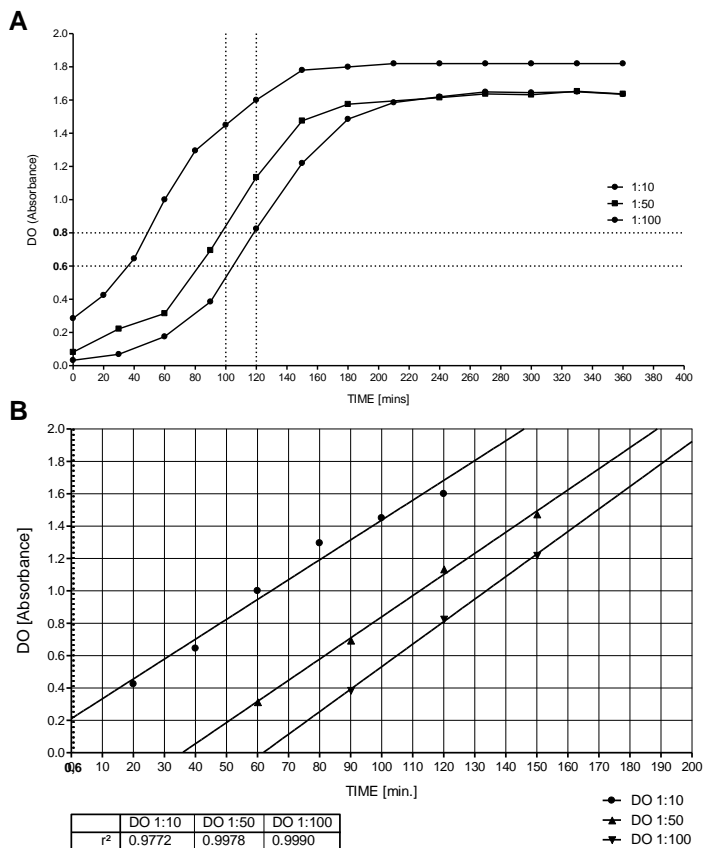 A
2.0
1.8
1.6
1.4
1.2
1.0
0.8
0.6
0.4
0.2
0.0
DO (Absorbance)
1:10
1:50
1:100
0 20 40 60 80 100 120 140 160 180 200 220 240 260 280 300 320 340 360 380 400
TIME [mins]
B
2.0
1.8
1.6
1.4
1.2
1.0
0.8
0.6
0.4
0.2
0.0
DO [Absorbance]
0,6
10 20 30 40 50 60 70 80 90 100 110 120 130 140 150 160 170 180 190 200
TIME [min.]
DO 1:10
DO 1:50
DO 1:100
DO 1:10 DO 1:50 DO 1:100
r² 0.9772 0.9978 0.9990